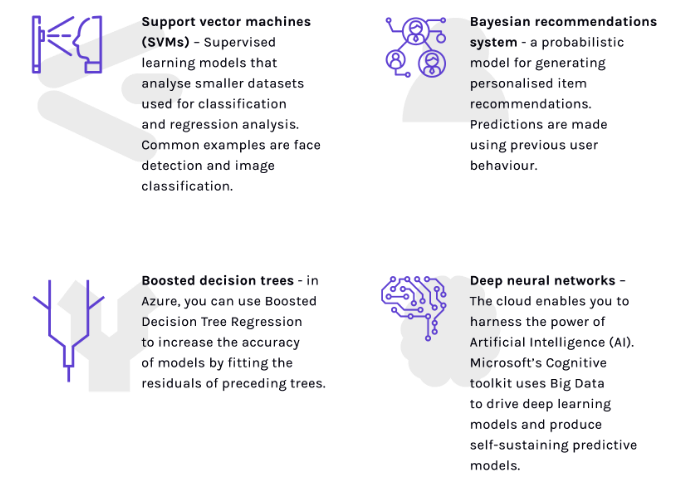 Support vector machines
(SVMs) – Supervised
learning models that
analyse smaller datasets
used for classification
and regression analysis.
Common examples are face
detection and image
classification.
Bayesian recommendations
system - a probabilistic
model for generating
personalised item
recommendations.
Predictions are made
using previous user
behaviour.
Boosted decision trees - in
Azure, you can use Boosted
Decision Tree Regression
to increase the accuracy
of models by fitting the
residuals of preceding trees.
Deep neural networks –
The cloud enables you to
harness the power of
Artificial Intelligence (AI).
Microsoft's Cognitive
toolkit uses Big Data
to drive deep learning
models and produce
self-sustaining predictive
models.